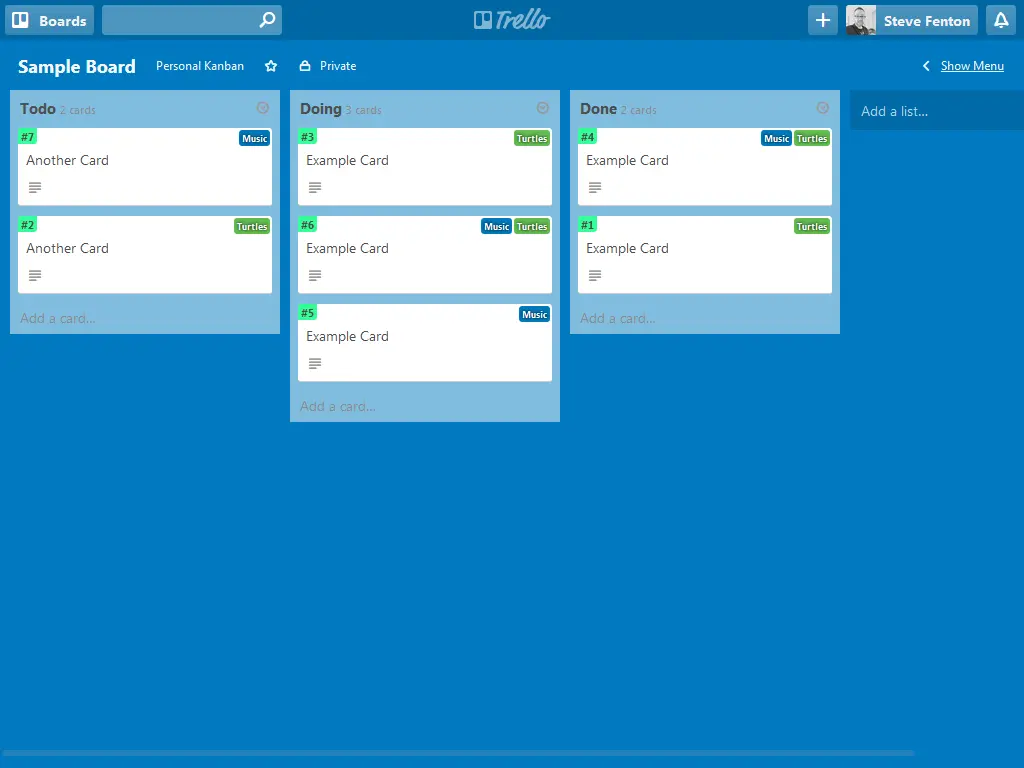 Boards
Trello
Steve Fenton
Sample Board
Personal Kanban
Private
Show Menu
Todo 2 cards
#7
Music
Another Card
#2
Turtles
Another Card
Add a card...
Doing 3 cards
#3
Turtles
Example Card
#6
Music Turtles
Example Card
#5
Music
Example Card
Add a card...
Done 2 cards
#4
Music Turtles
Example Card
#1
Turtles
Example Card
Add a card...
Add a list...